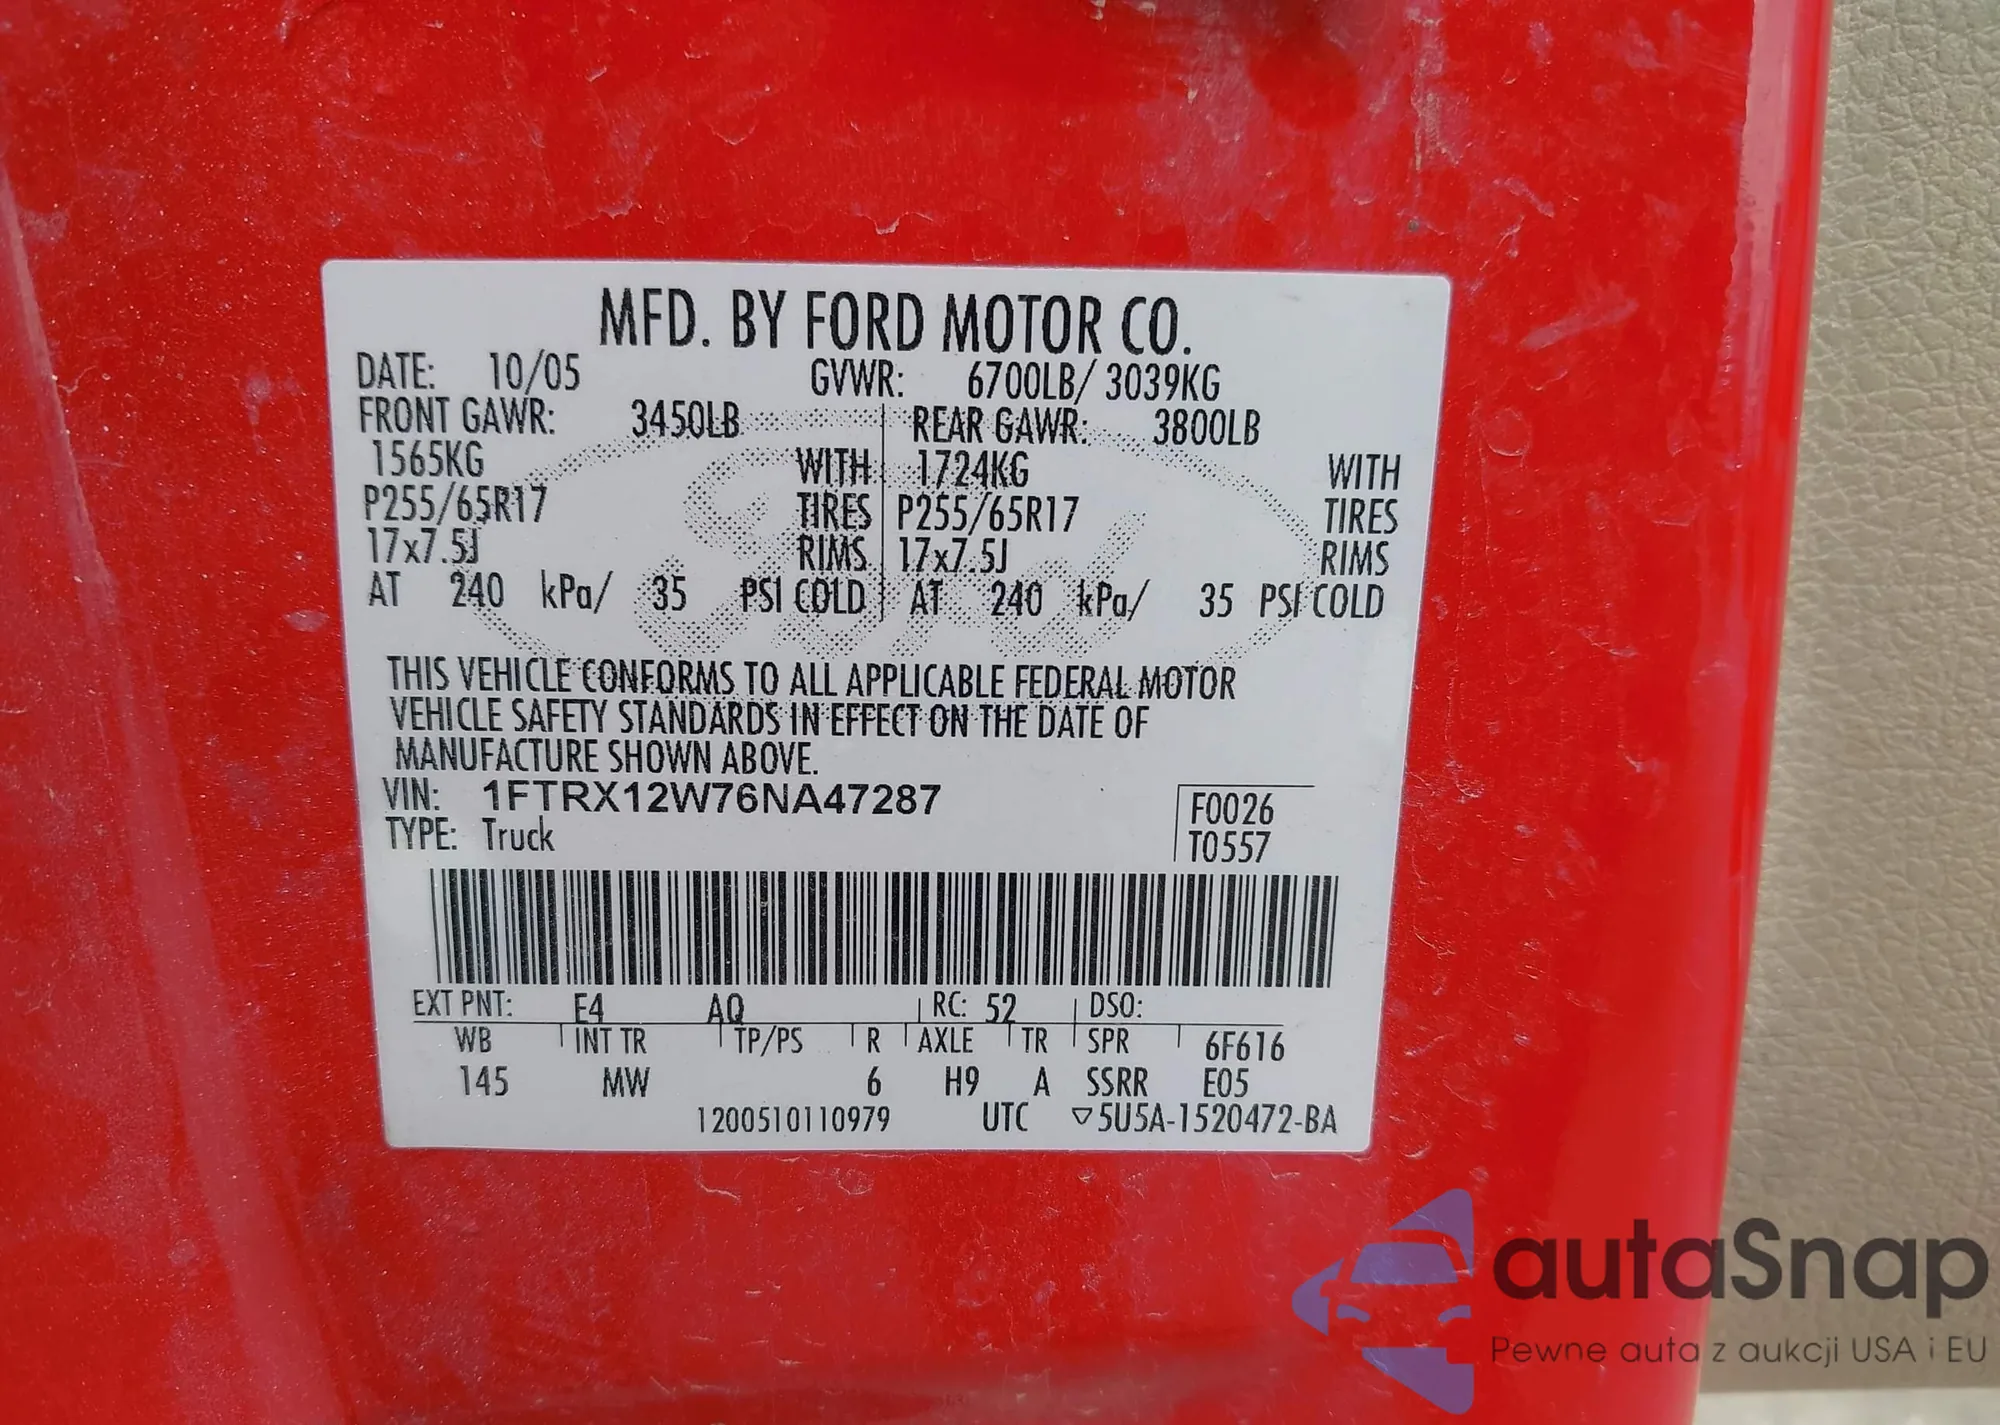 MFD. BY FORD MOTOR CO.
DATE: 10/05 GVWR: 6700LB/ 3039KG
FRONT GAWR: 3450LB REAR GAWR: 3800LB
1565KG WITH 1724KG WITH
P255/65R17 TIRES P255/65R17 TIRES
17x7.5J RIMS 17x7.5J RIMS
AT 240 kPa/ 35 PSI COLD AT 240 kPa/ 35 PSI COLD
THIS VEHICLE CONFORMS TO ALL APPLICABLE FEDERAL MOTOR
VEHICLE SAFETY STANDARDS IN EFFECT ON THE DATE OF
MANUFACTURE SHOWN ABOVE.
VIN: 1FTRX12W76NA47287 F0026
TYPE: Truck T0557
EXT PNT: E4 AQ RC: 52 DSO:
WB INT TR TP/PS R AXLE TR SPR 6F616
145 MW 6 H9 A SSRR E05
1200510110979 UTC ▽5U5A-1520472-BA
Ford
autaSnap
Pewne auta z aukcji USA i EU